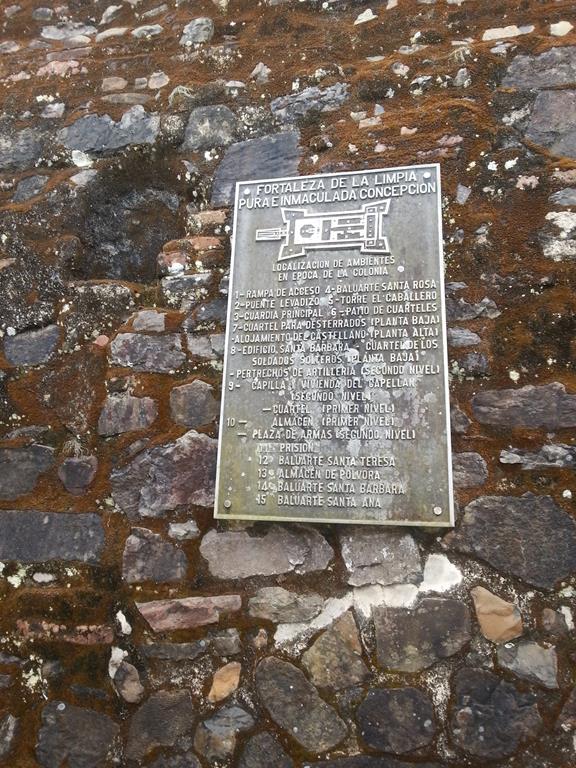 FORTALEZA DE LA LIMPIA
PURA E INMACULADA CONCEPCION
LOCALIZACION DE AMBIENTES
EN EPOCA DE LA COLONIA
1- RAMPA DE ACCESO 4- BALUARTE SANTA ROSA
2- PUENTE LEVADIZO 5- TORRE EL CABALLERO
3- GUARDIA PRINCIPAL 6- PATIO DE CUARTELES
7- CUARTEL PARA DESTERRADOS (PLANTA BAJA)
-ALOJAMIENTO DEL CASTELLANO (PLANTA ALTA)
8- EDIFICIO SANTA BARBARA - CUARTEL DE LOS
SOLDADOS SOLTEROS (PLANTA BAJA)
- PERTRECHOS DE ARTILLERIA (SEGUNDO NIVEL)
9- CAPILLA Y VIVIENDA DEL CAPELLAN
(SEGUNDO NIVEL)
- CUARTEL (PRIMER NIVEL)
10- ALMACEN (PRIMER NIVEL)
- PLAZA DE ARMAS (SEGUNDO NIVEL)
11- PRISION
12- BALUARTE SANTA TERESA
13- ALMACEN DE POLVORA
14- BALUARTE SANTA BARBARA
15- BALUARTE SANTA ANA